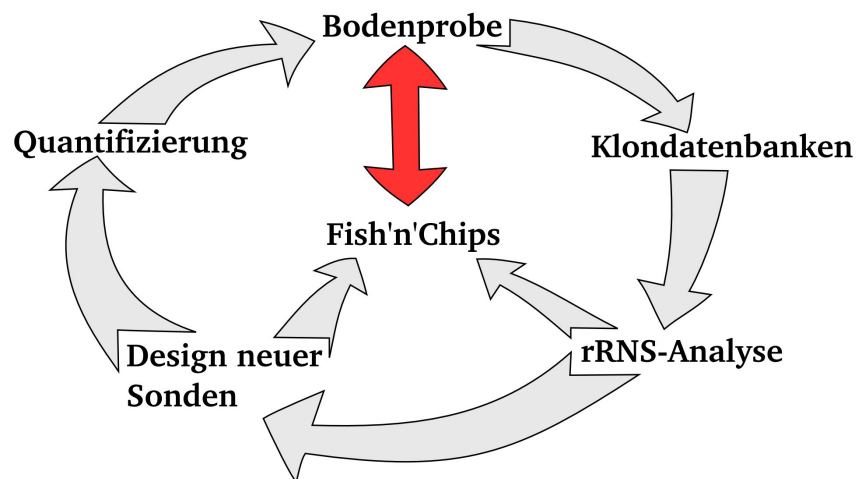 Bodenprobe
Quantifizierung
Klondatenbanken
Fish'n'Chips
Design neuer
Sonden
rRNS-Analyse